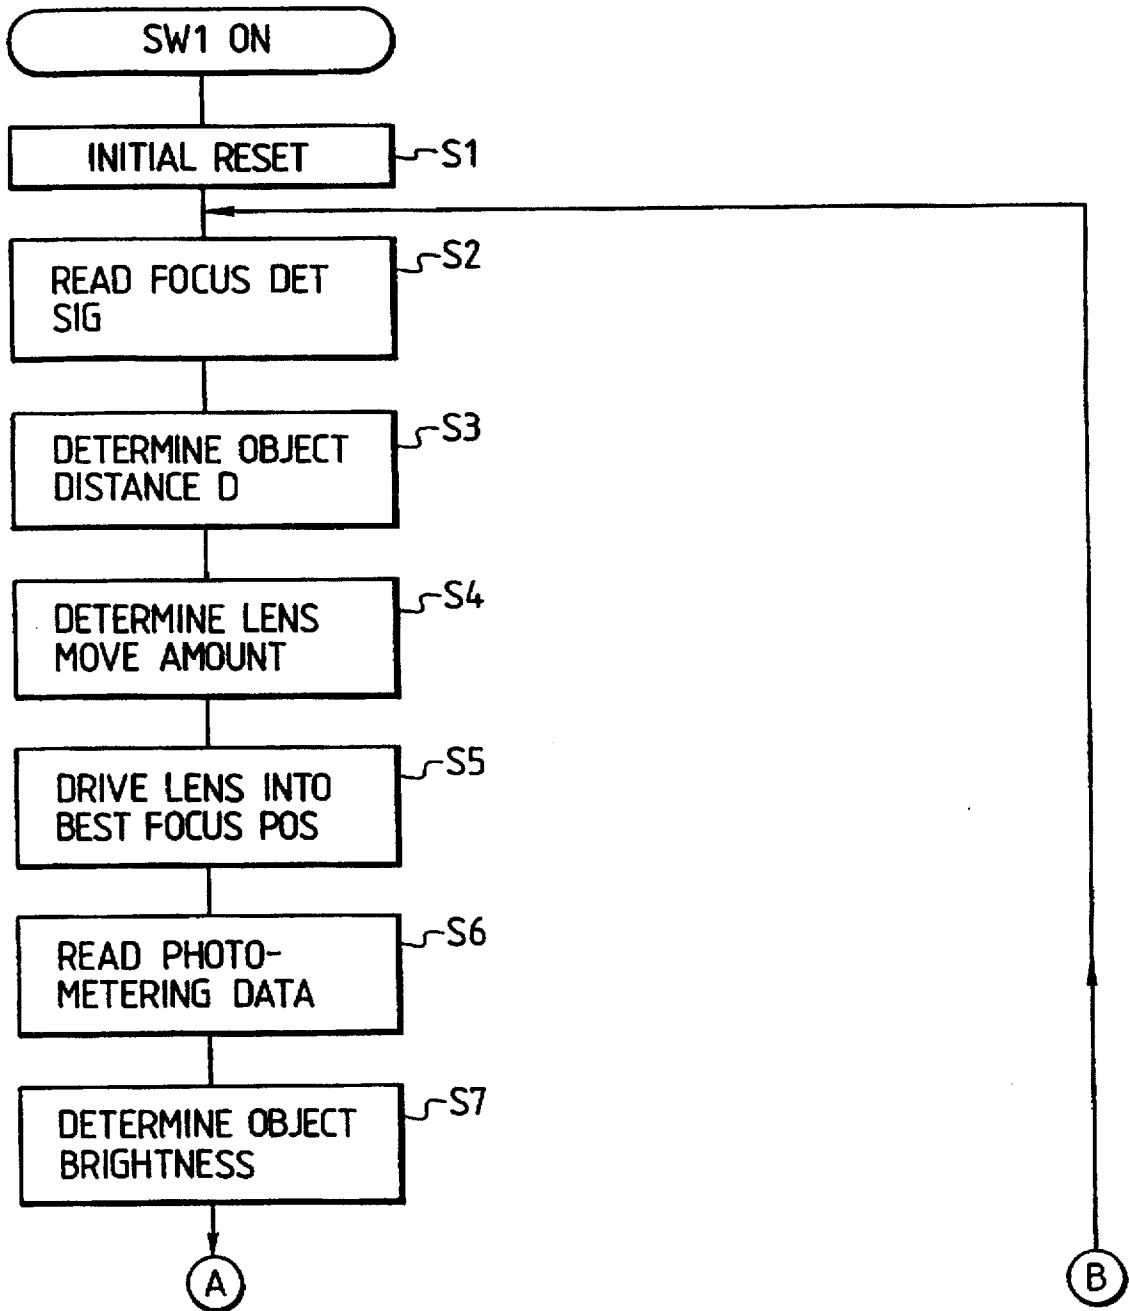 SW1 ON
INITIAL RESET
S1
READ FOCUS DET
SIG
S2
DETERMINE OBJECT
DISTANCE D
S3
DETERMINE LENS
MOVE AMOUNT
S4
DRIVE LENS INTO
BEST FOCUS POS
S5
READ PHOTO-
METERING DATA
S6
DETERMINE OBJECT
BRIGHTNESS
S7
A
B